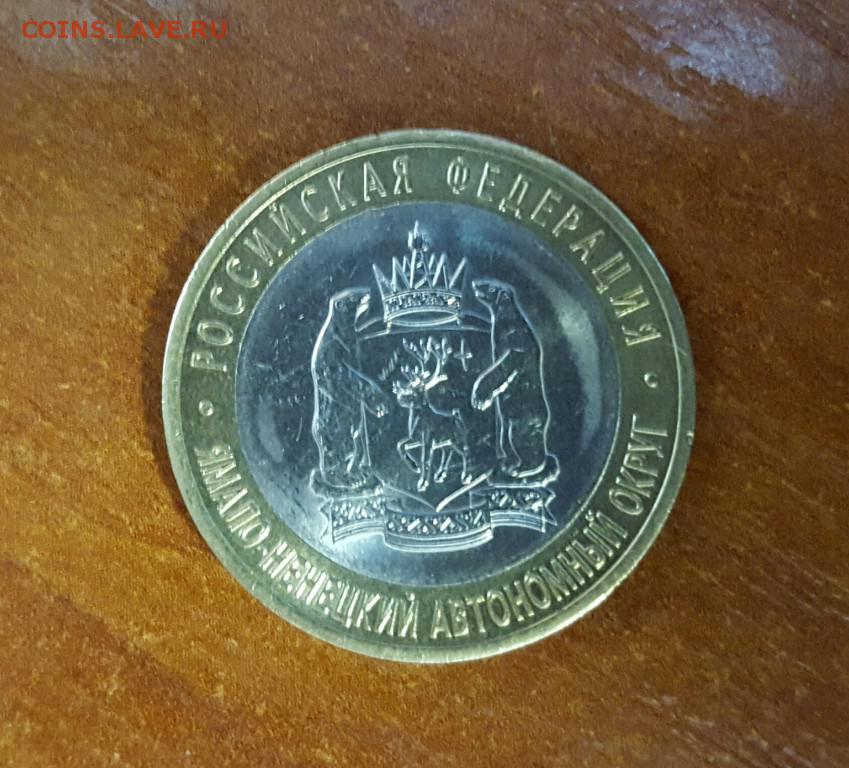 COINS.LAVE.RU
РОССИЙСКАЯ ФЕДЕРАЦИЯ
ЯМАЛО-НЕНЕЦКИЙ АВТОНОМНЫЙ ОКРУГ